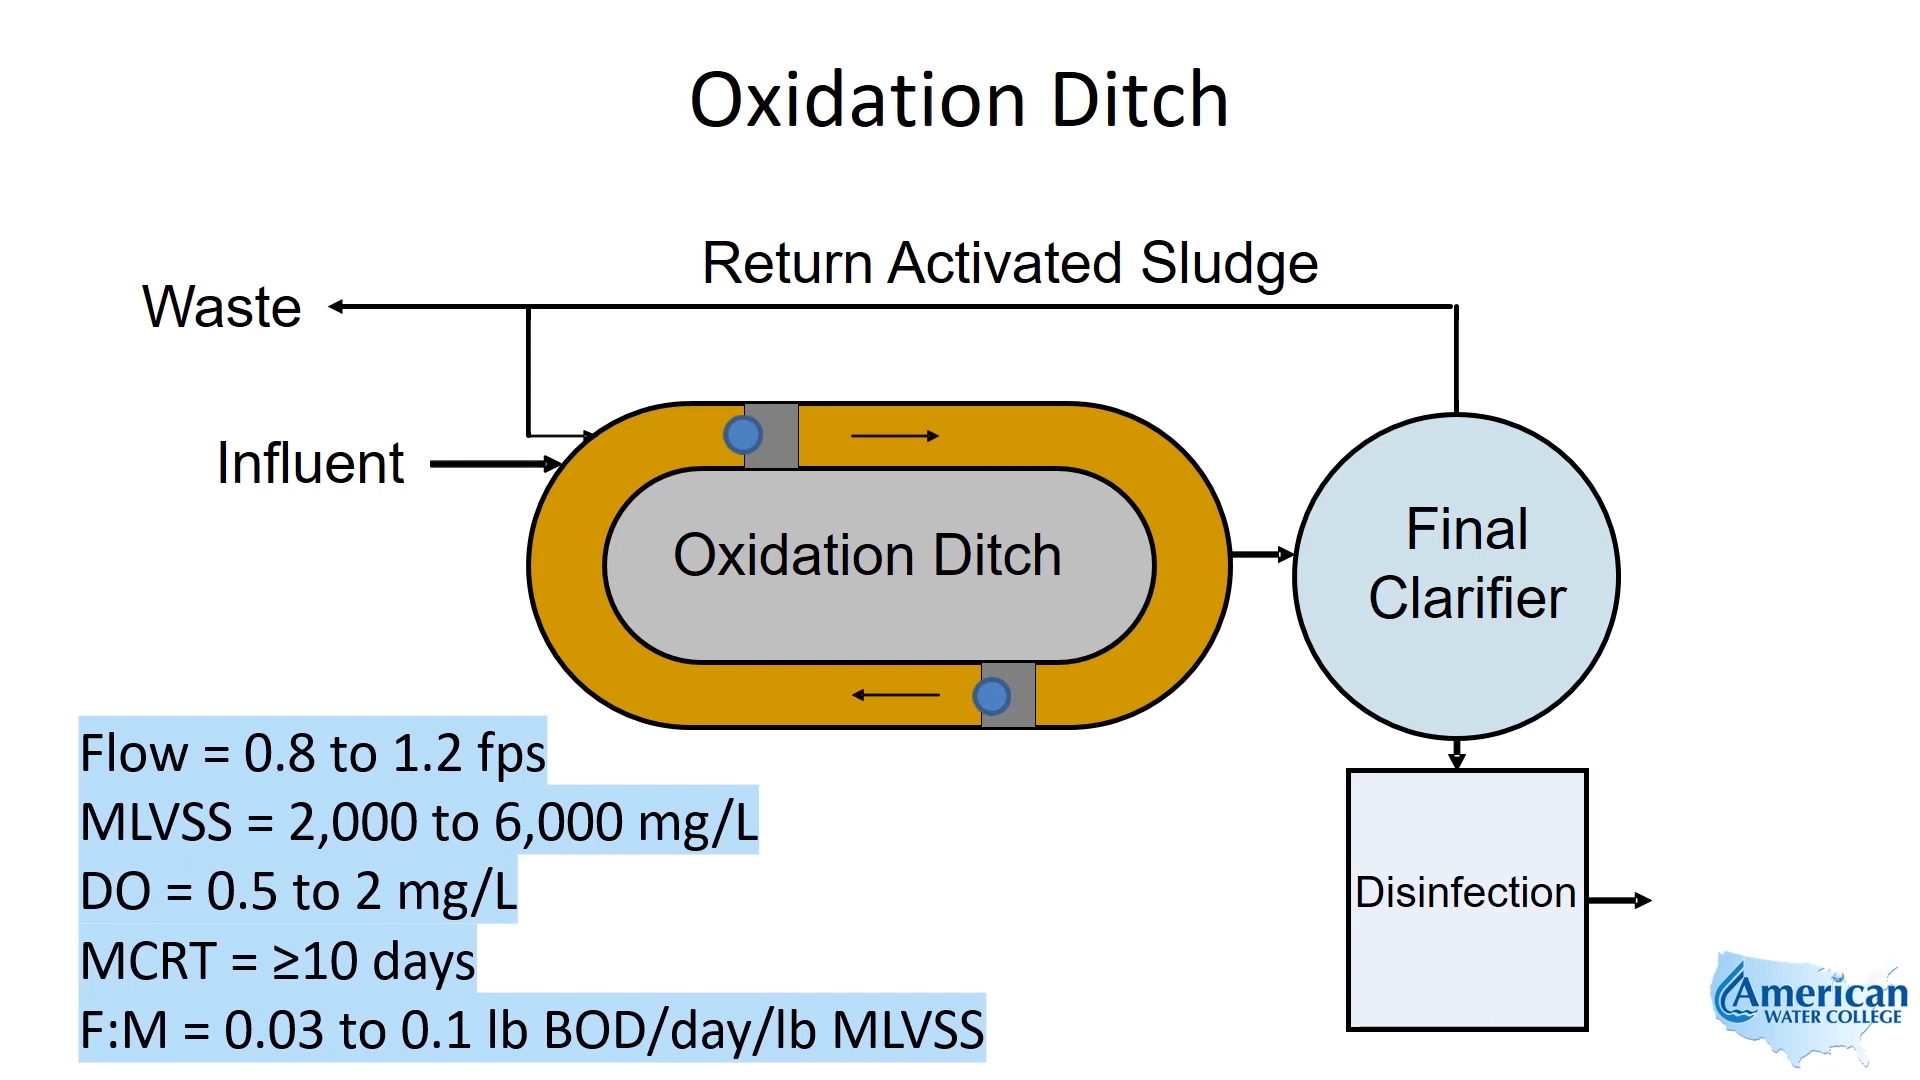 Oxidation Ditch
Return Activated Sludge
Waste
Influent
Oxidation Ditch
Final
Clarifier
Flow = 0.8 to 1.2 fps
MLVSS = 2,000 to 6,000 mg/L
DO = 0.5 to 2 mg/L
MCRT = ≥10 days
F:M = 0.03 to 0.1 lb BOD/day/lb MLVSS
Disinfection
American
WATER COLLEGE